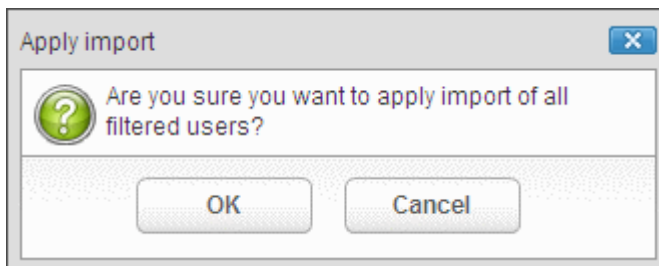 Apply import
Are you sure you want to apply import of all
filtered users?
OK
Cancel